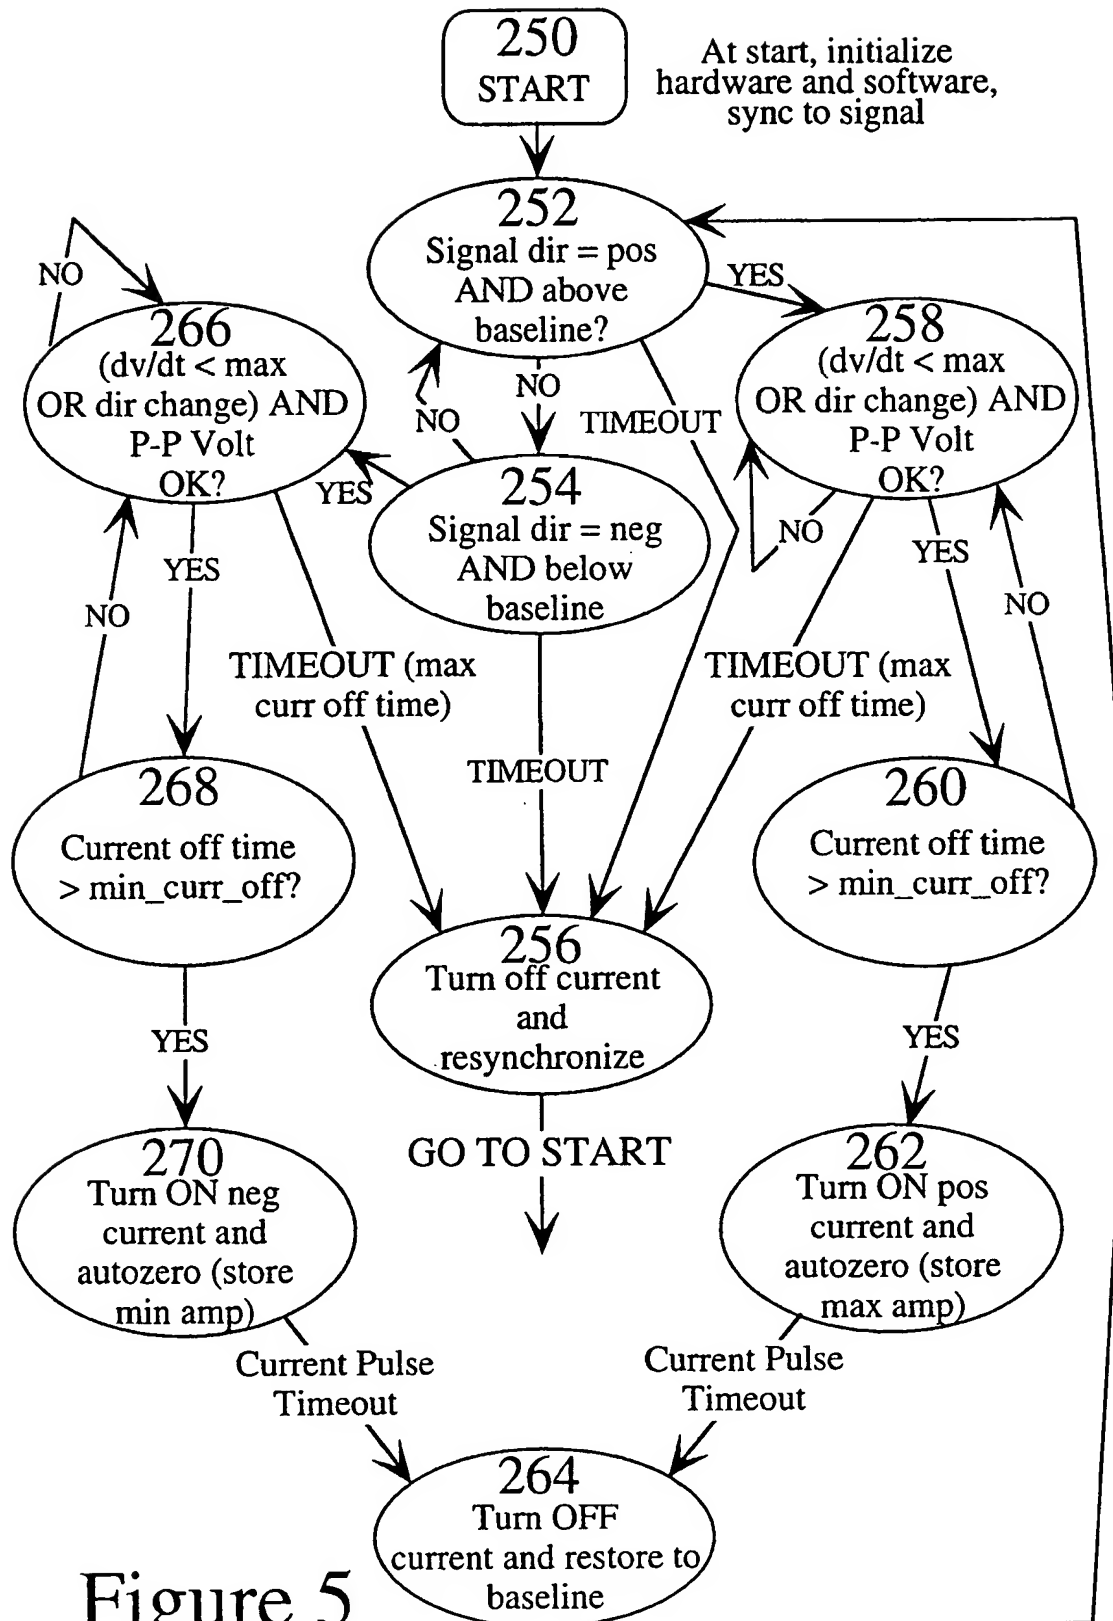 250
START
At start, initialize
hardware and software,
sync to signal
252
Signal dir = pos
AND above
baseline?
NO
YES
266
(dv/dt < max
OR dir change) AND
P-P Volt
OK?
258
(dv/dt < max
OR dir change) AND
P-P Volt
OK?
NO
NO
TIMEOUT
YES
254
Signal dir = neg
AND below
baseline
NO
YES
YES
NO
NO
TIMEOUT (max
curr off time)
TIMEOUT (max
curr off time)
TIMEOUT
268
Current off time
> min_curr_off?
260
Current off time
> min_curr_off?
256
Turn off current
and
resynchronize
YES
YES
GO TO START
270
Turn ON neg
current and
autozero (store
min amp)
262
Turn ON pos
current and
autozero (store
max amp)
Current Pulse
Timeout
Current Pulse
Timeout
264
Turn OFF
current and restore to
baseline
Figure 5